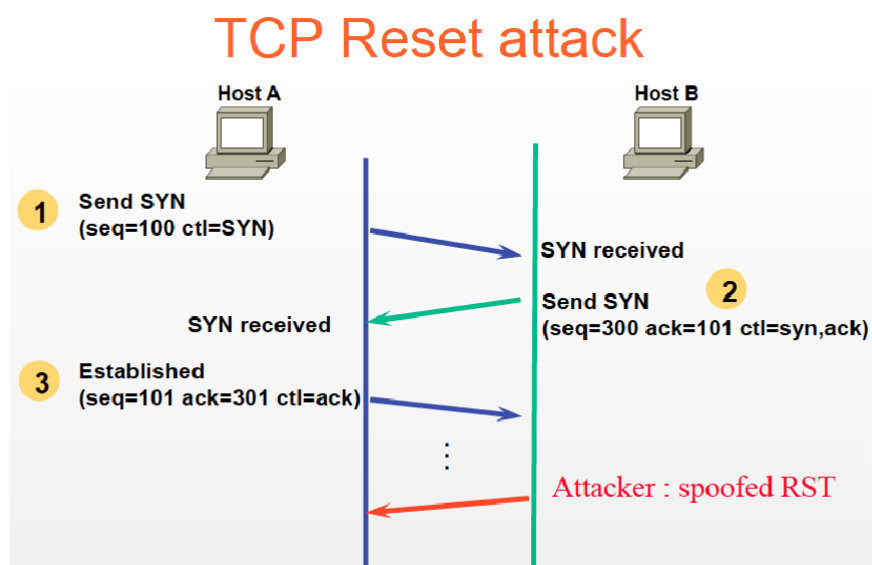 TCP Reset attack
Host A
Host B
1
Send SYN
(seq=100 ctl=SYN)
SYN received
2
Send SYN
(seq=300 ack=101 ctl=syn,ack)
SYN received
3
Established
(seq=101 ack=301 ctl=ack)
Attacker : spoofed RST